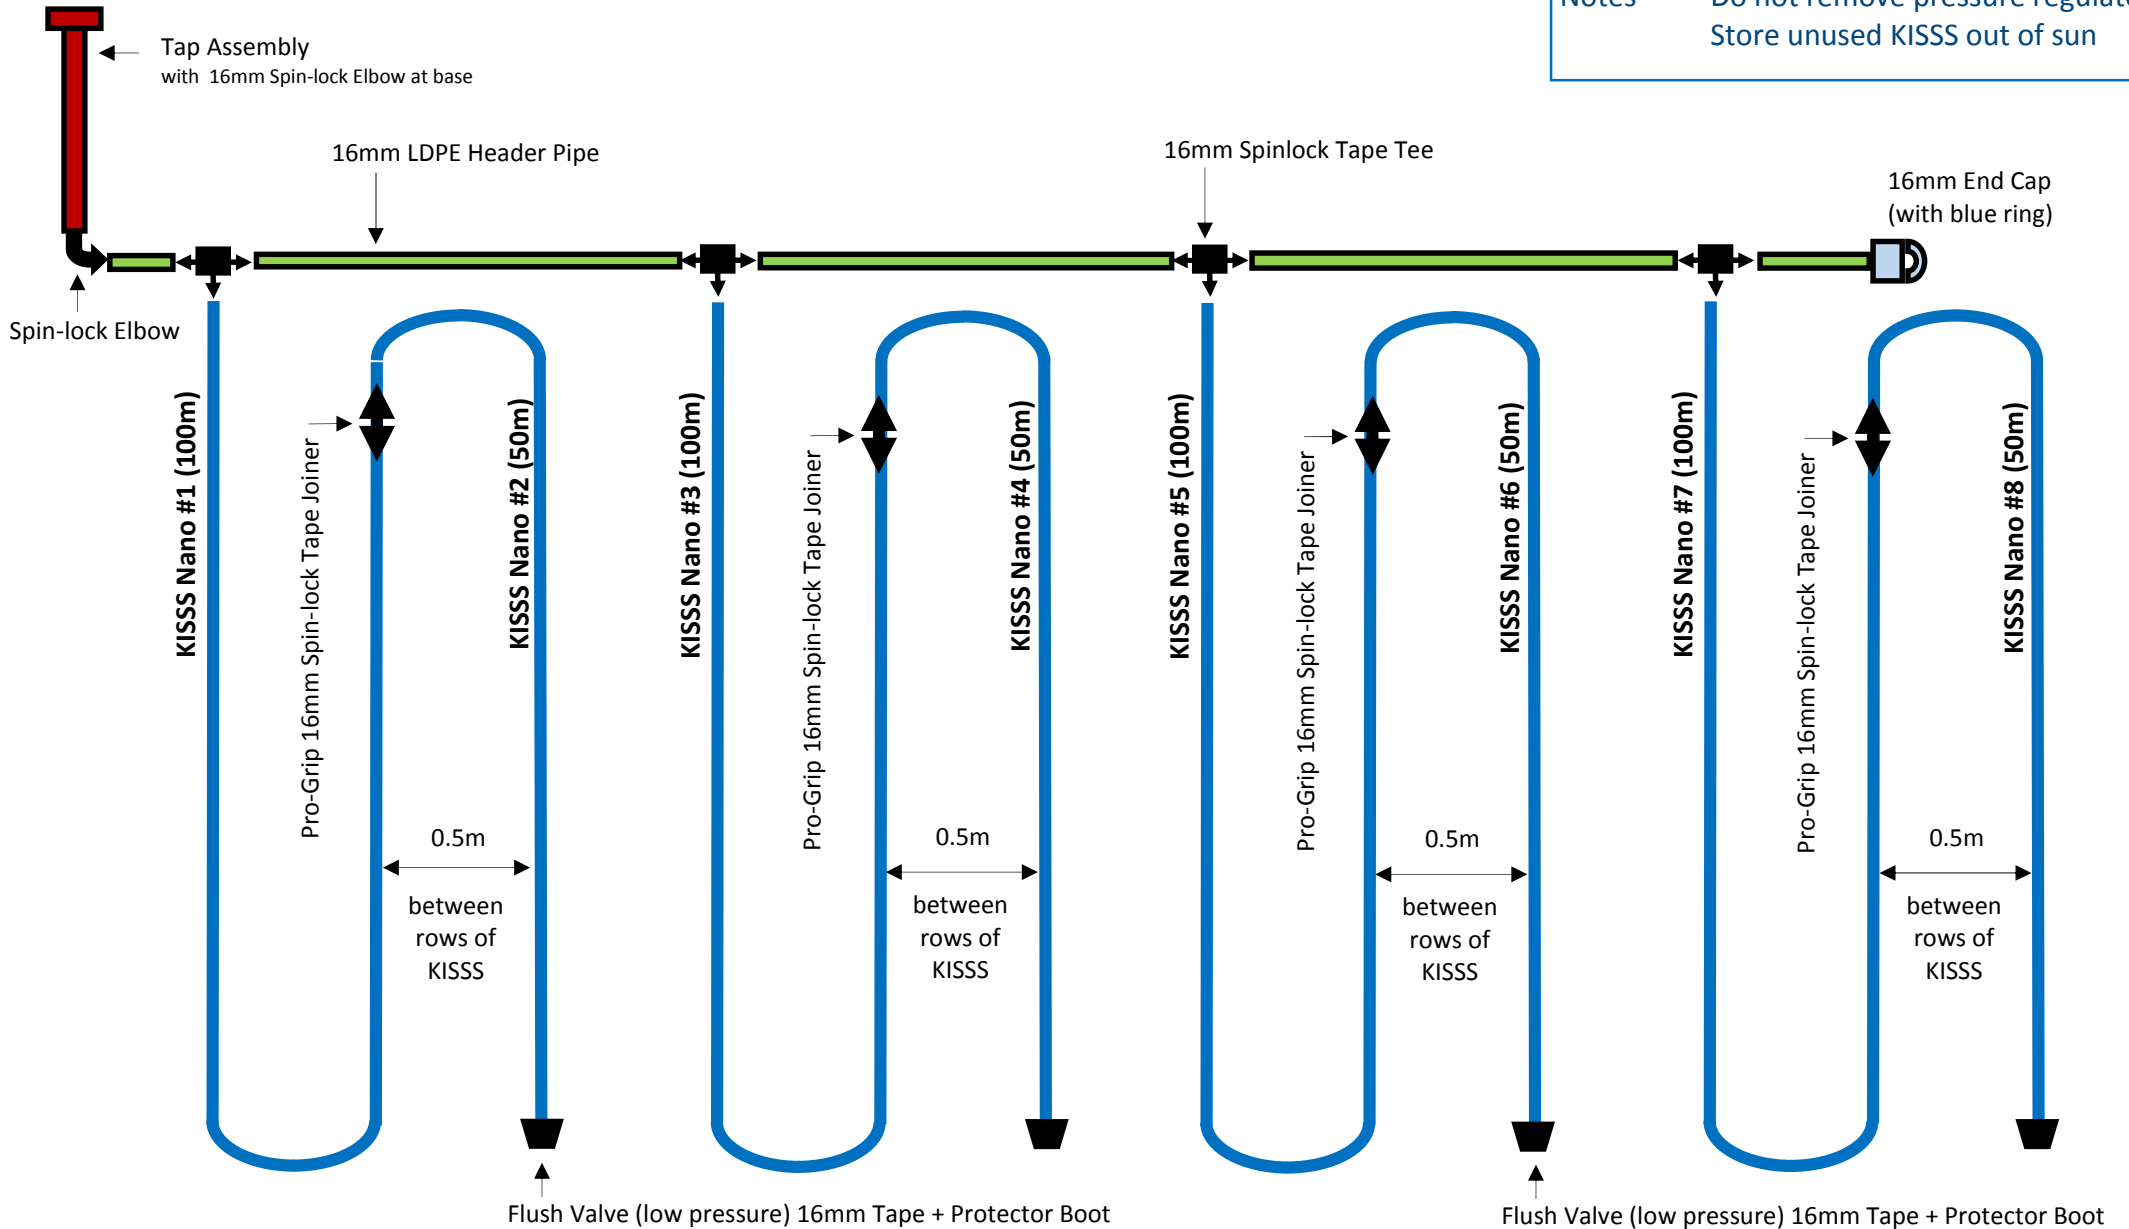 Notes Do not remove pressure
Store unused KISSS out of sun
Tap Assembly
with 16mm Spin-lock Elbow at base
16mm LDPE Header Pipe
16mm Spinlock Tape Tee
16mm End Cap
(with blue ring)
Spin-lock Elbow
KISSS Nano #1 (100m)
Pro-Grip 16mm Spin-lock Tape Joiner
KISSS Nano #2 (50m)
KISSS Nano #3 (100m)
Pro-Grip 16mm Spin-lock Tape Joiner
KISSS Nano #4 (50m)
KISSS Nano #5 (100m)
Pro-Grip 16mm Spin-lock Tape Joiner
KISSS Nano #6 (50m)
KISSS Nano #7 (100m)
Pro-Grip 16mm Spin-lock Tape Joiner
KISSS Nano #8 (50m)
0.5m
between
rows of
KISSS
0.5m
between
rows of
KISSS
0.5m
between
rows of
KISSS
0.5m
between
rows of
KISSS
Flush Valve (low pressure) 16mm Tape + Protector Boot
Flush Valve (low pressure) 16mm Tape + Protector Boot